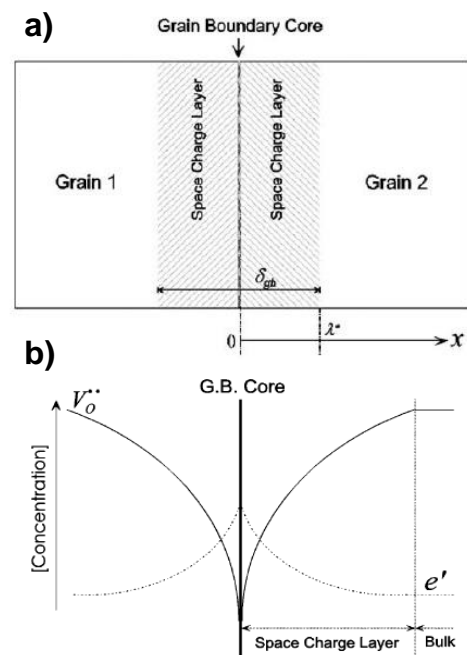 a)
Grain Boundary Core
Space Charge Layer
Space Charge Layer
Grain 1
Grain 2
δgb
0
λ*
x
b)
G.B. Core
V_O^{··}
[Concentration]
e'
Space Charge Layer
Bulk